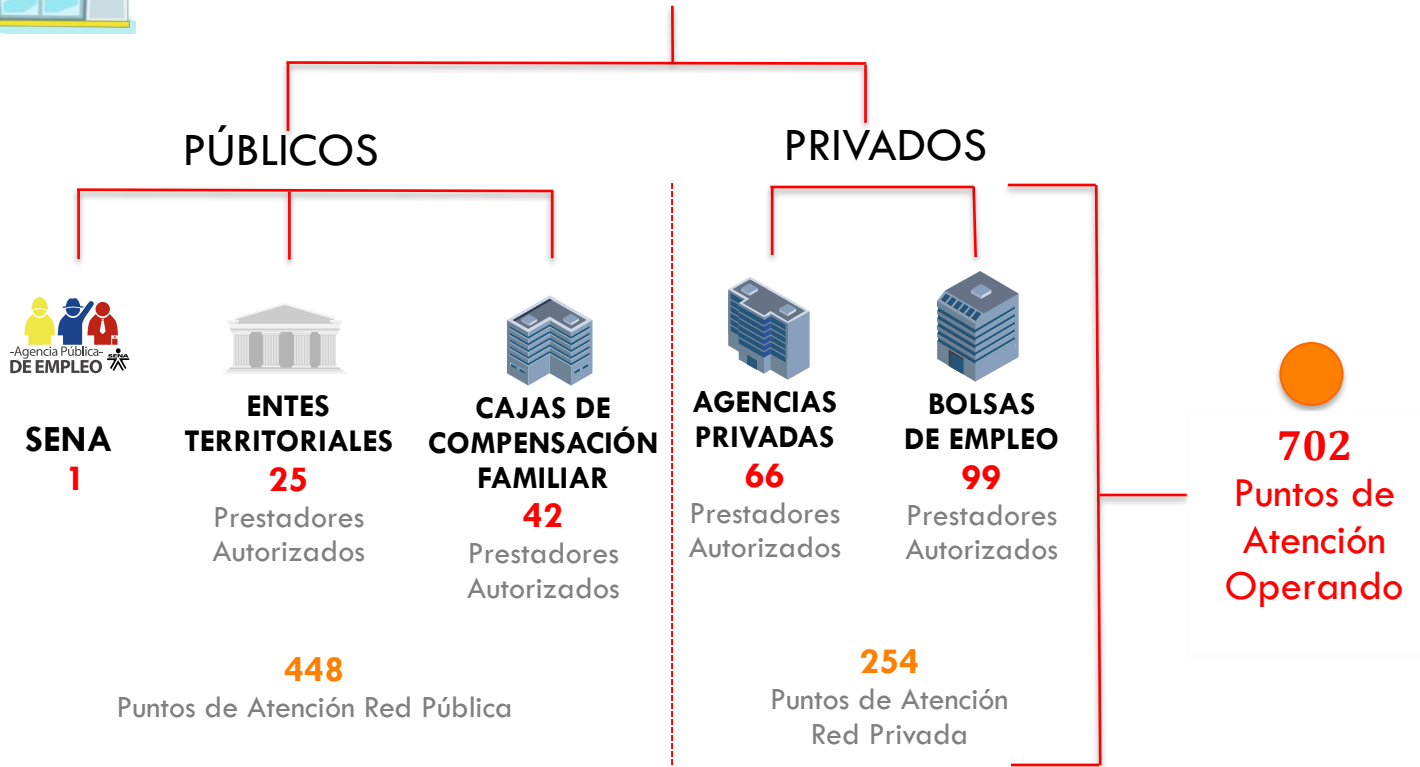 PÚBLICOS
PRIVADOS
-Agencia Pública-
DE EMPLEO
SENA
SENA
1
ENTES
TERRITORIALES
25
Prestadores
Autorizados
CAJAS DE
COMPENSACIÓN
FAMILIAR
42
Prestadores
Autorizados
AGENCIAS
PRIVADAS
66
Prestadores
Autorizados
BOLSAS
DE EMPLEO
99
Prestadores
Autorizados
702
Puntos de
Atención
Operando
448
Puntos de Atención Red Pública
254
Puntos de Atención
Red Privada